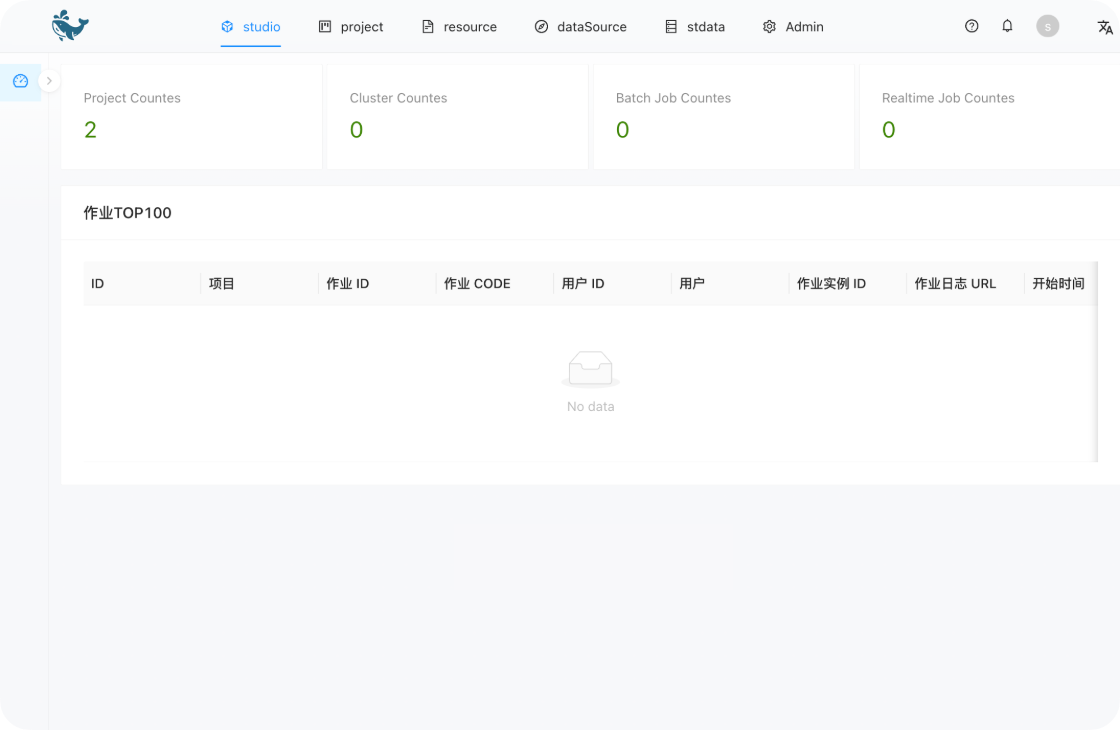 studio project resource dataSource stdata Admin s
Project Countes Cluster Countes Batch Job Countes Realtime Job Countes
2 0 0 0
作业TOP100
ID 项目 作业 ID 作业 CODE 用户 ID 用户 作业实例 ID 作业日志 URL 开始时间
No data